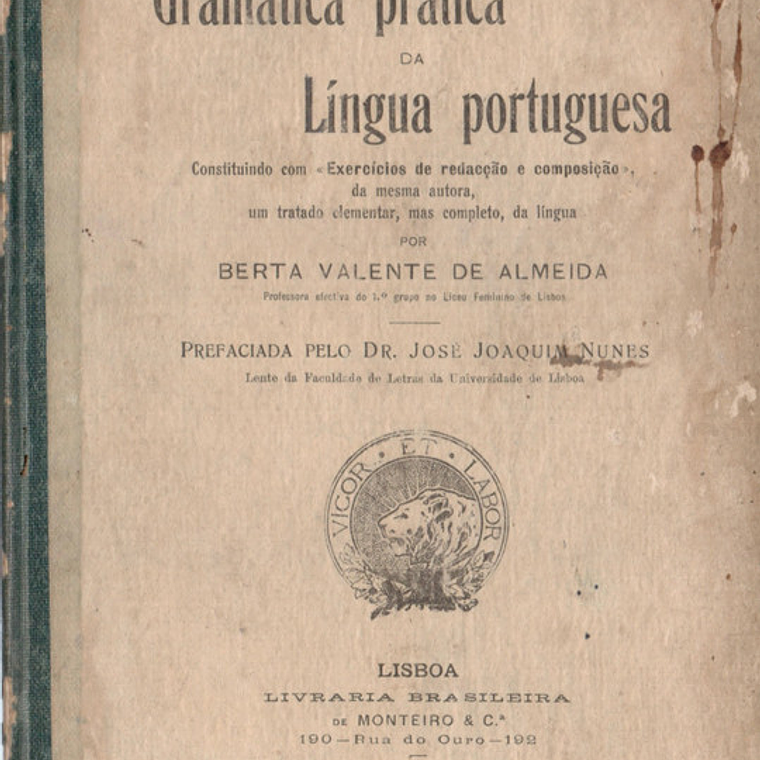 Gramática prática
DA
Língua portuguesa
Constituindo com «Exercícios de redacção e composição»,
da mesma autora,
um tratado elementar, mas completo, da língua
POR
BERTA VALENTE DE ALMEIDA
Professora efectiva do 1.º grupo no Liceu Feminino de Lisboa
PREFACIADA PELO DR. JOSÉ JOAQUIM NUNES
Lente da Faculdade de Letras da Universidade de Lisboa
VIGOR • ET • LABOR
LISBOA
LIVRARIA BRASILEIRA
DE MONTEIRO & C.ª
190—Rua do Ouro—192